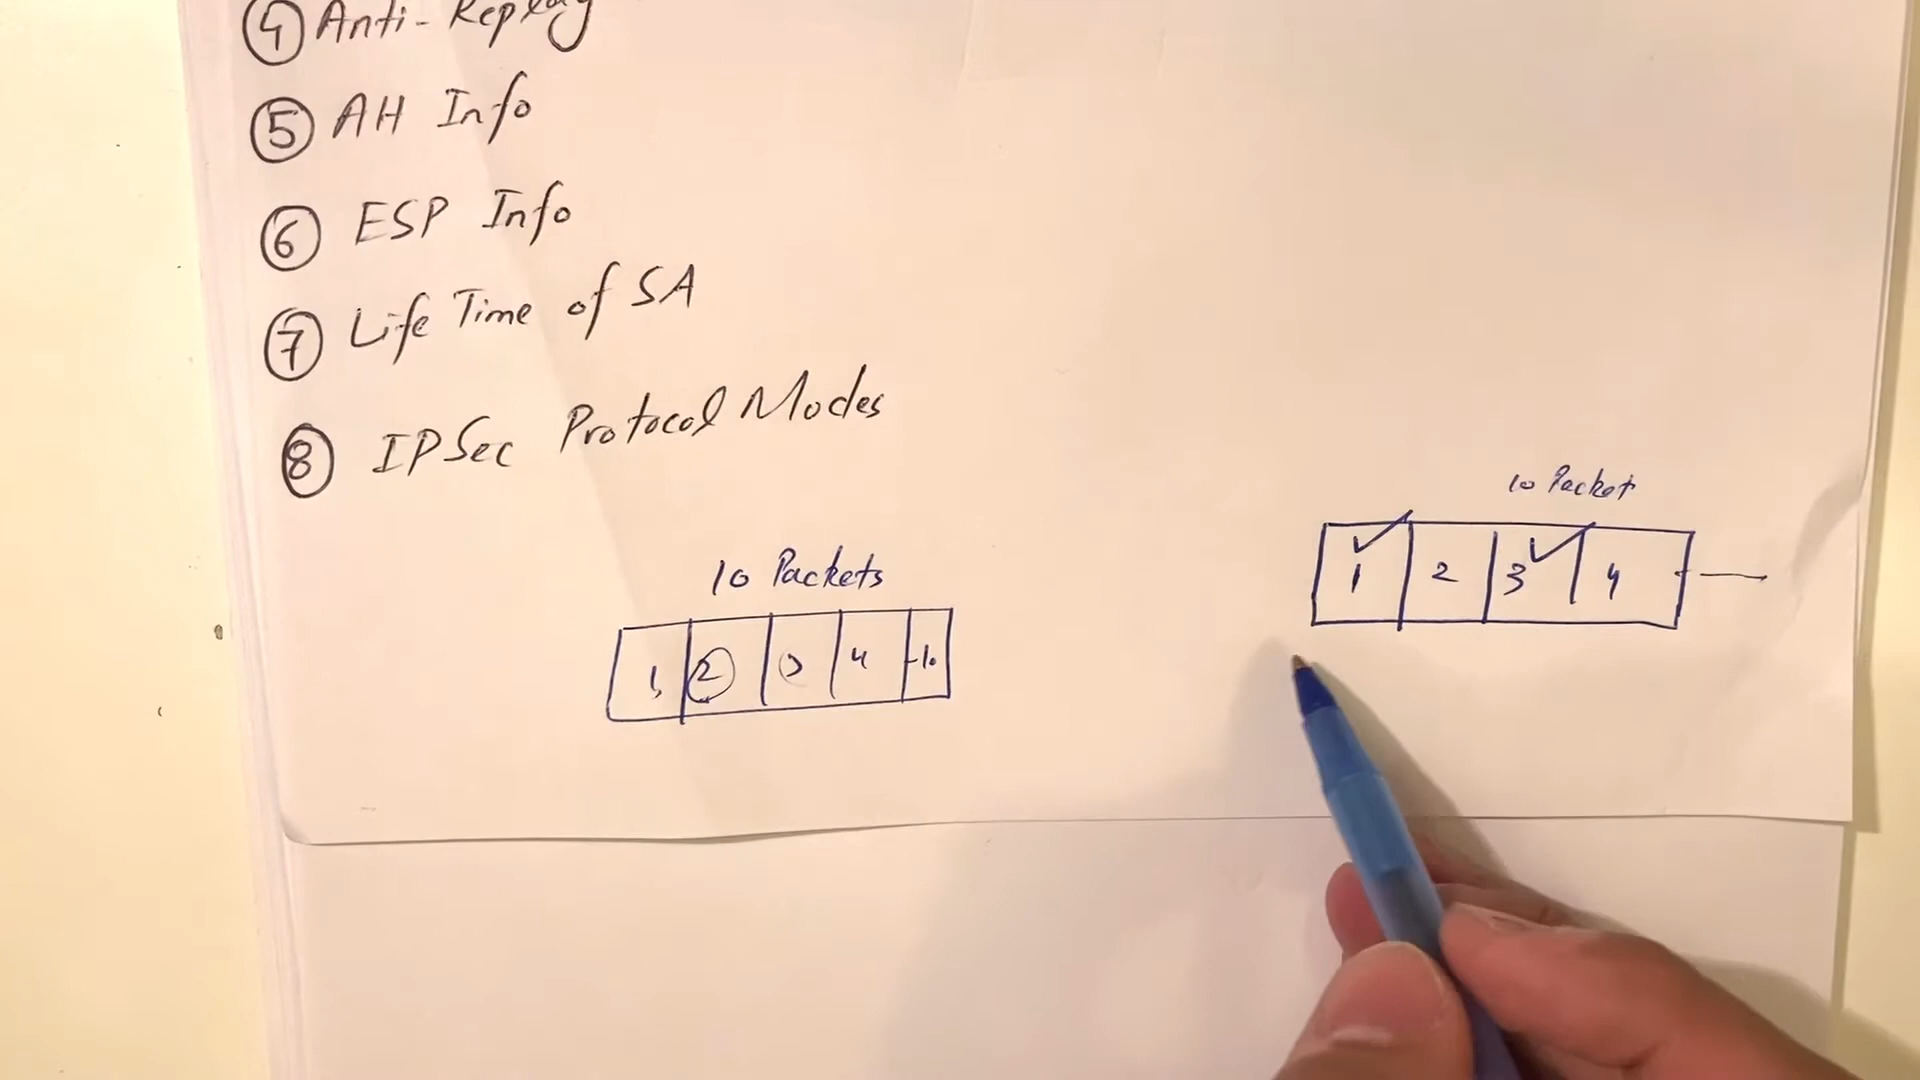 ④ Anti-Replay
⑤ AH Info
⑥ ESP Info
⑦ Life Time of SA
⑧ IPSec Protocol Modes
10 Packet
1 2 3 4
10 Packets
1 2 3 4 -10